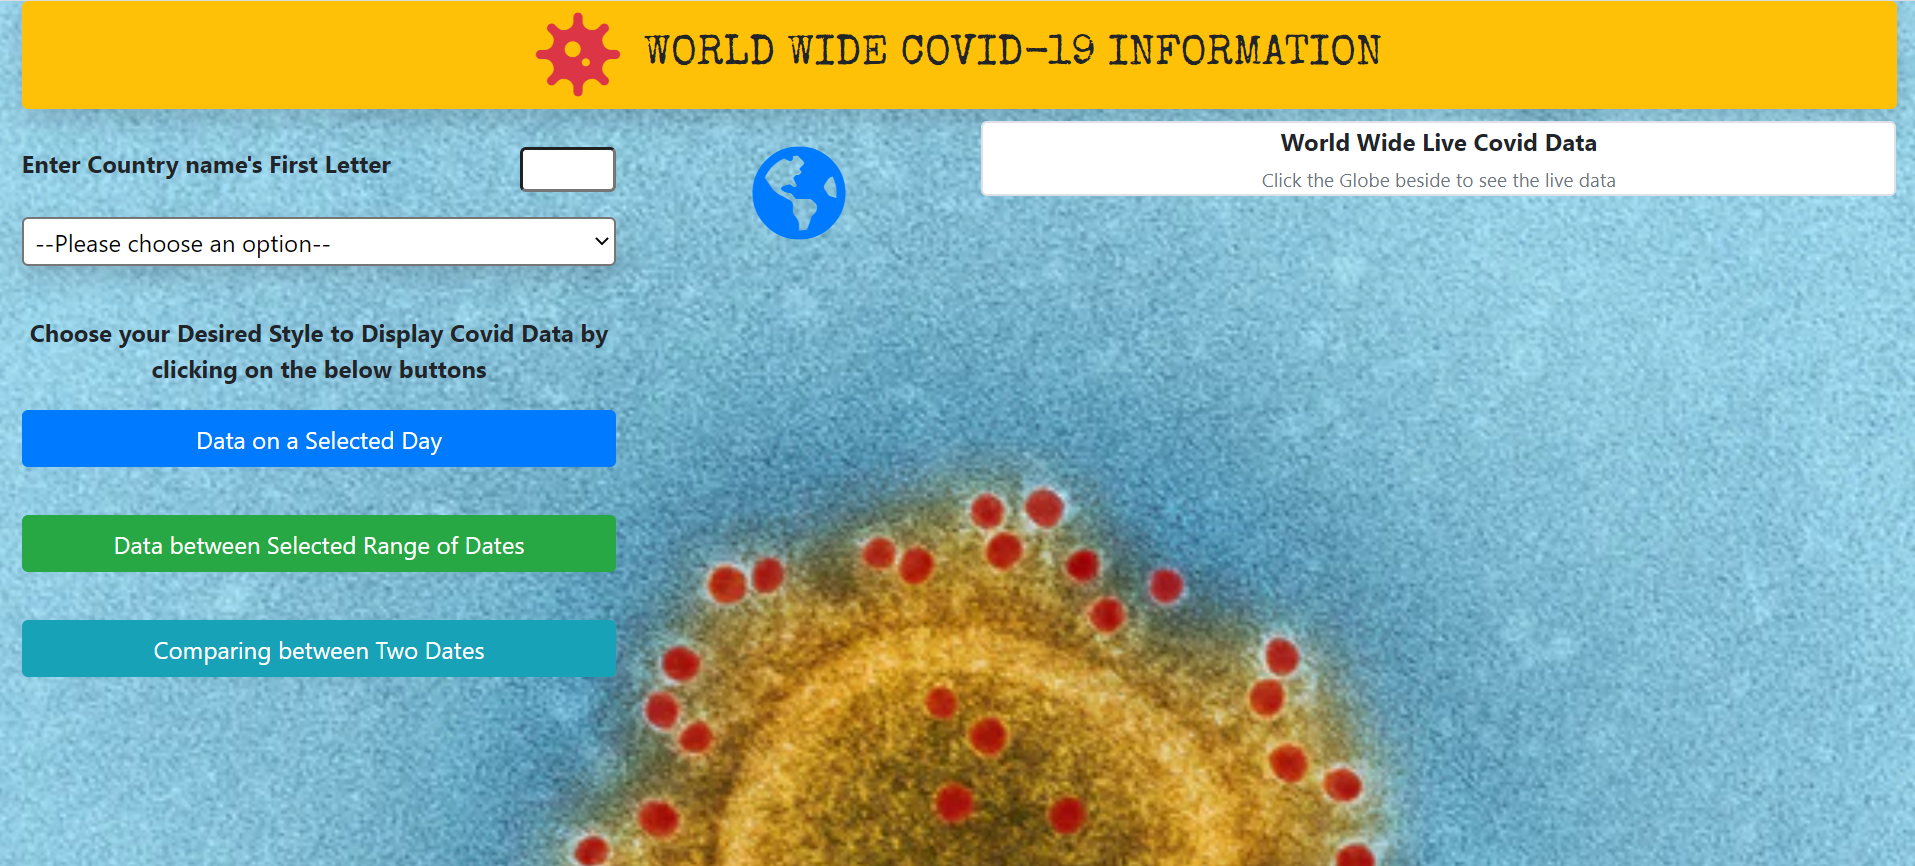 WORLD WIDE COVID-19 INFORMATION
Enter Country name's First Letter
--Please choose an option--
Choose your Desired Style to Display Covid Data by
clicking on the below buttons
Data on a Selected Day
Data between Selected Range of Dates
Comparing between Two Dates
World Wide Live Covid Data
Click the Globe beside to see the live data